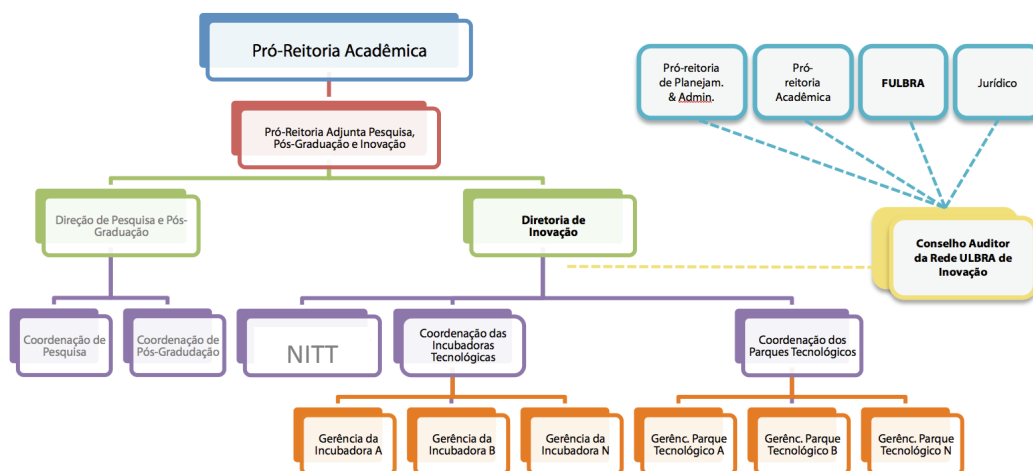 Pró-Reitoria Acadêmica
Pró-reitoria
de Planejam.
& Admin.
Pró-
reitoria
Acadêmica
FULBRA
Jurídico
Pró-Reitoria Adjunta Pesquisa,
Pós-Graduação e Inovação
Direção de Pesquisa e Pós-
Graduação
Diretoria de
Inovação
Conselho Auditor
da Rede ULBRA de
Inovação
Coordenação de
Pesquisa
Coordenação de
Pós-Gradudação
NITT
Coordenação das
Incubadoras
Tecnológicas
Coordenação dos
Parques Tecnológicos
Gerência da
Incubadora A
Gerência da
Incubadora B
Gerência da
Incubadora N
Gerênc. Parque
Tecnológico A
Gerênc. Parque
Tecnológico B
Gerênc. Parque
Tecnológico N